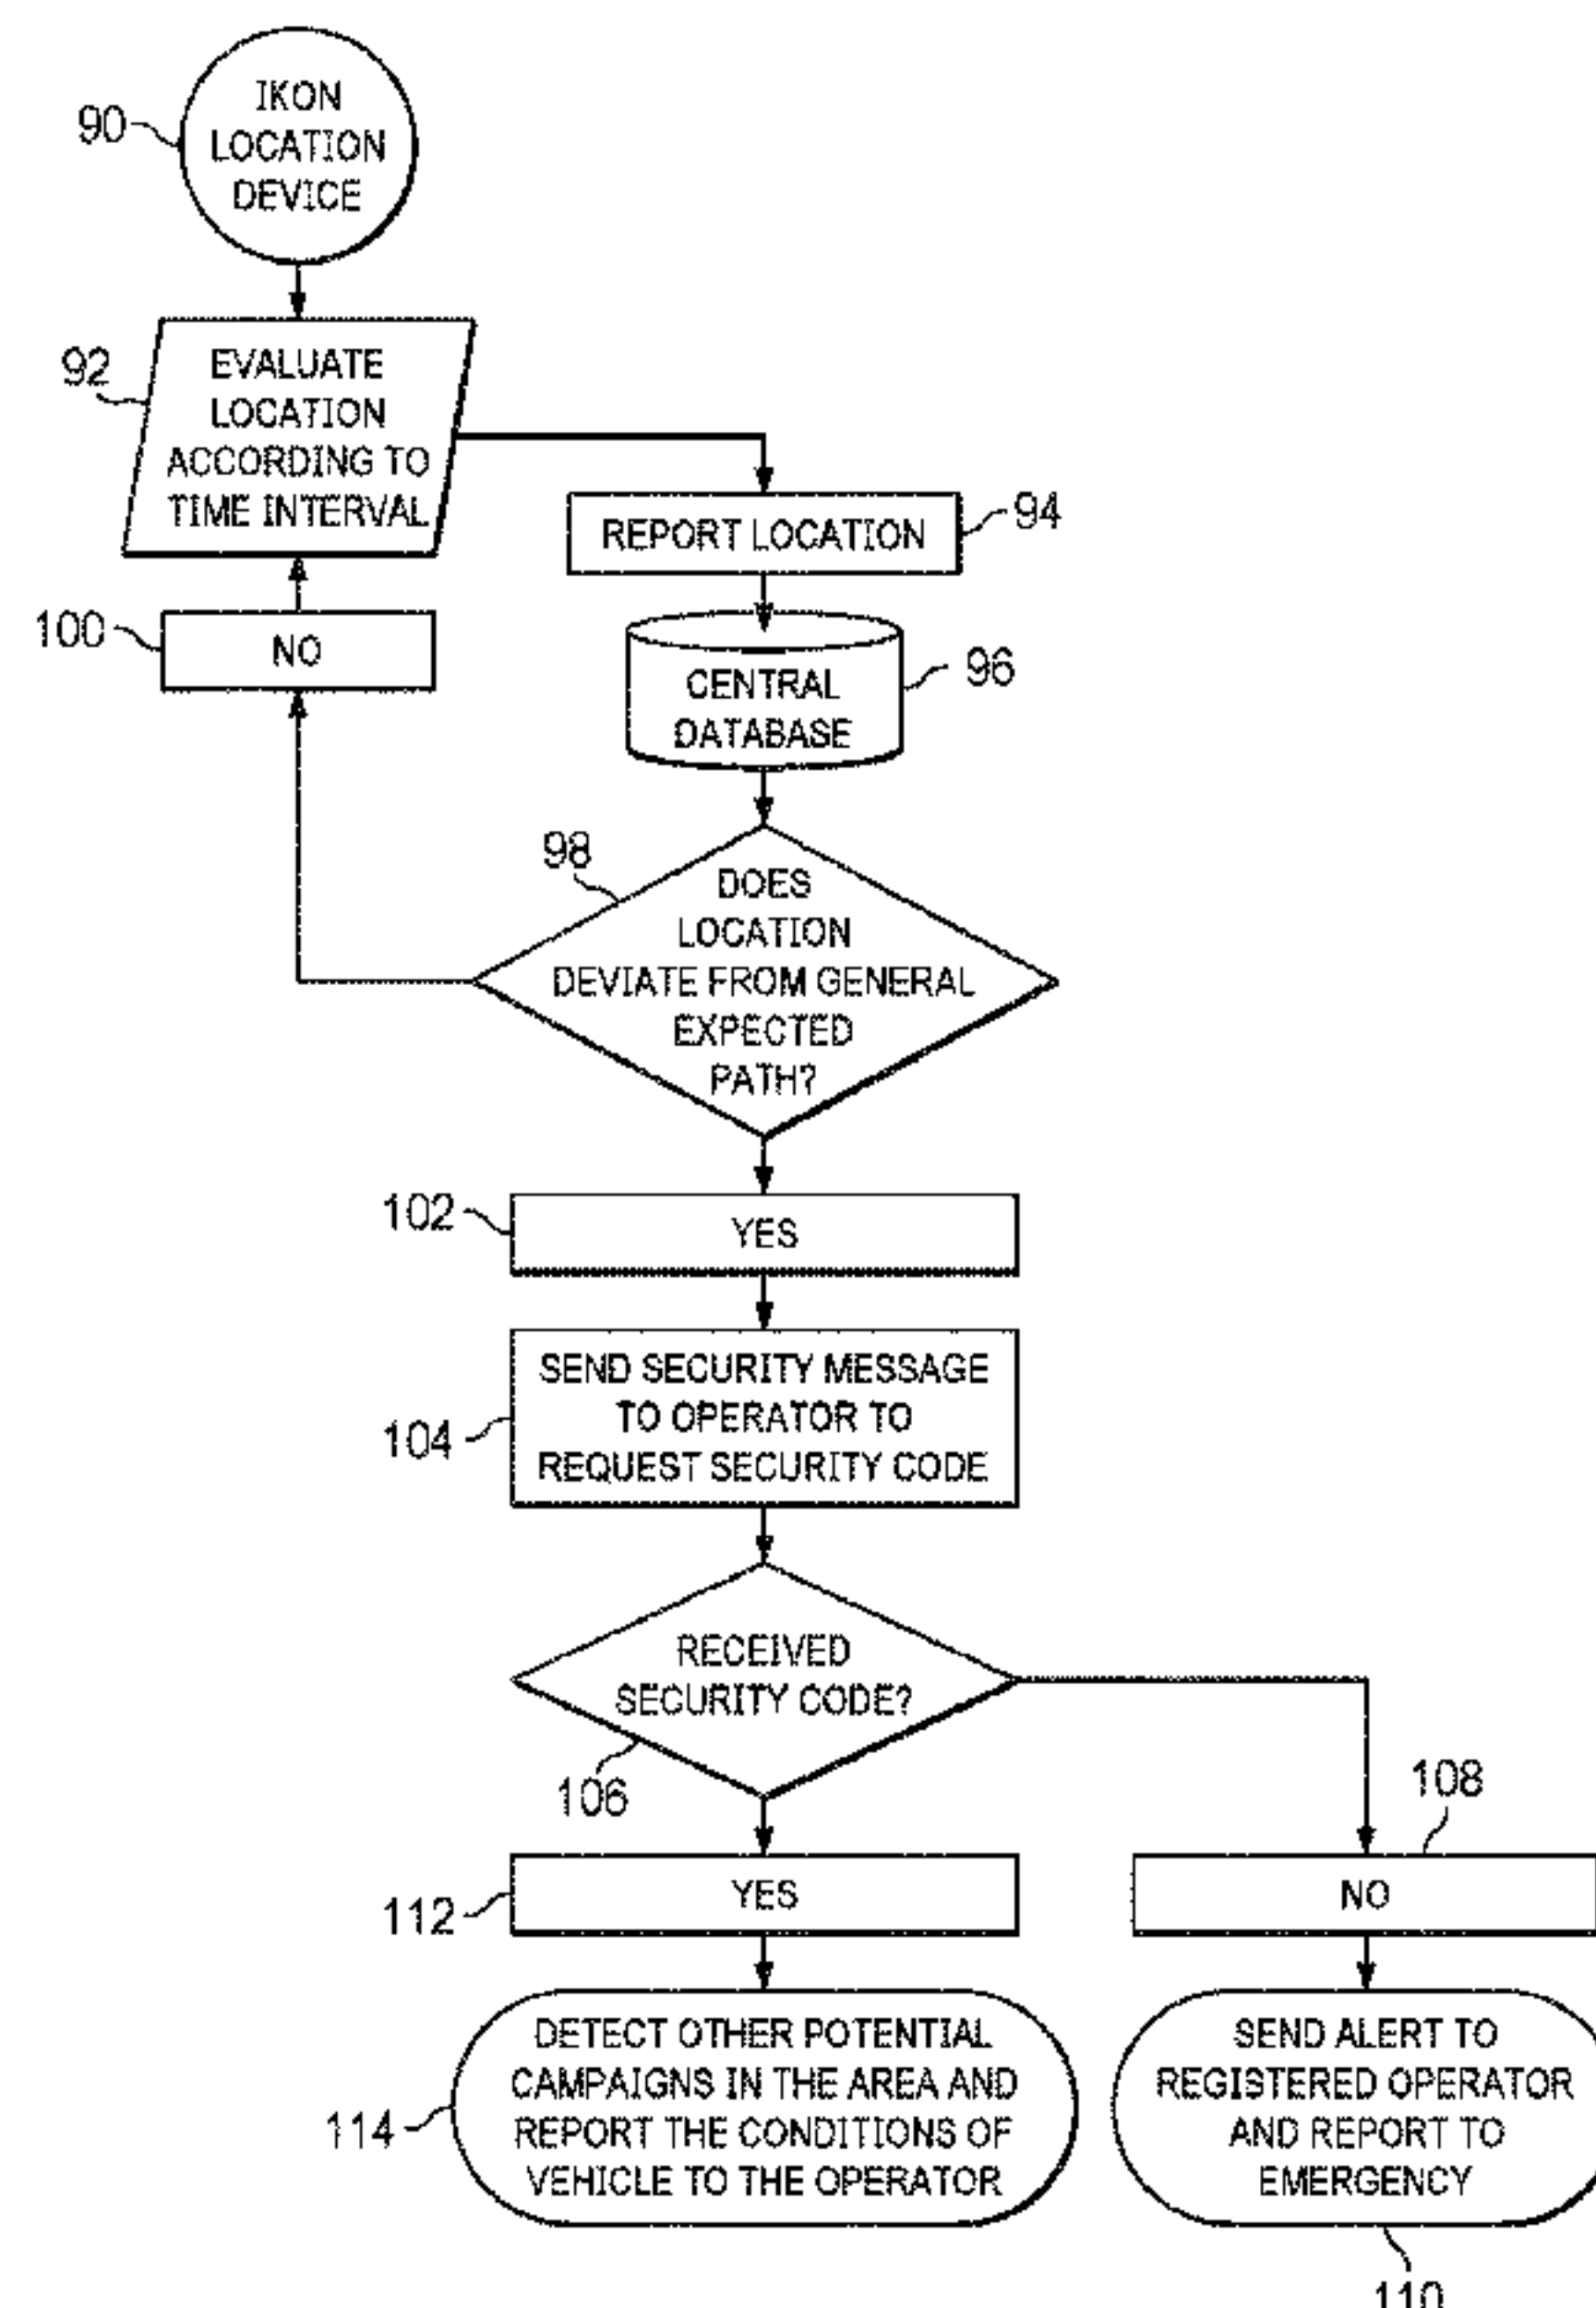 IKON
LOCATION
DEVICE
90
92
EVALUATE
LOCATION
ACCORDING TO
TIME INTERVAL
REPORT LOCATION
94
100
NO
CENTRAL
DATABASE
96
98
DOES
LOCATION
DEVIATE FROM GENERAL
EXPECTED
PATH?
102
YES
104
SEND SECURITY MESSAGE
TO OPERATOR TO
REQUEST SECURITY CODE
RECEIVED
SECURITY CODE?
106
108
112
YES
NO
114
DETECT OTHER POTENTIAL
CAMPAIGNS IN THE AREA AND
REPORT THE CONDITIONS OF
VEHICLE TO THE OPERATOR
SEND ALERT TO
REGISTERED OPERATOR
AND REPORT TO
EMERGENCY
110